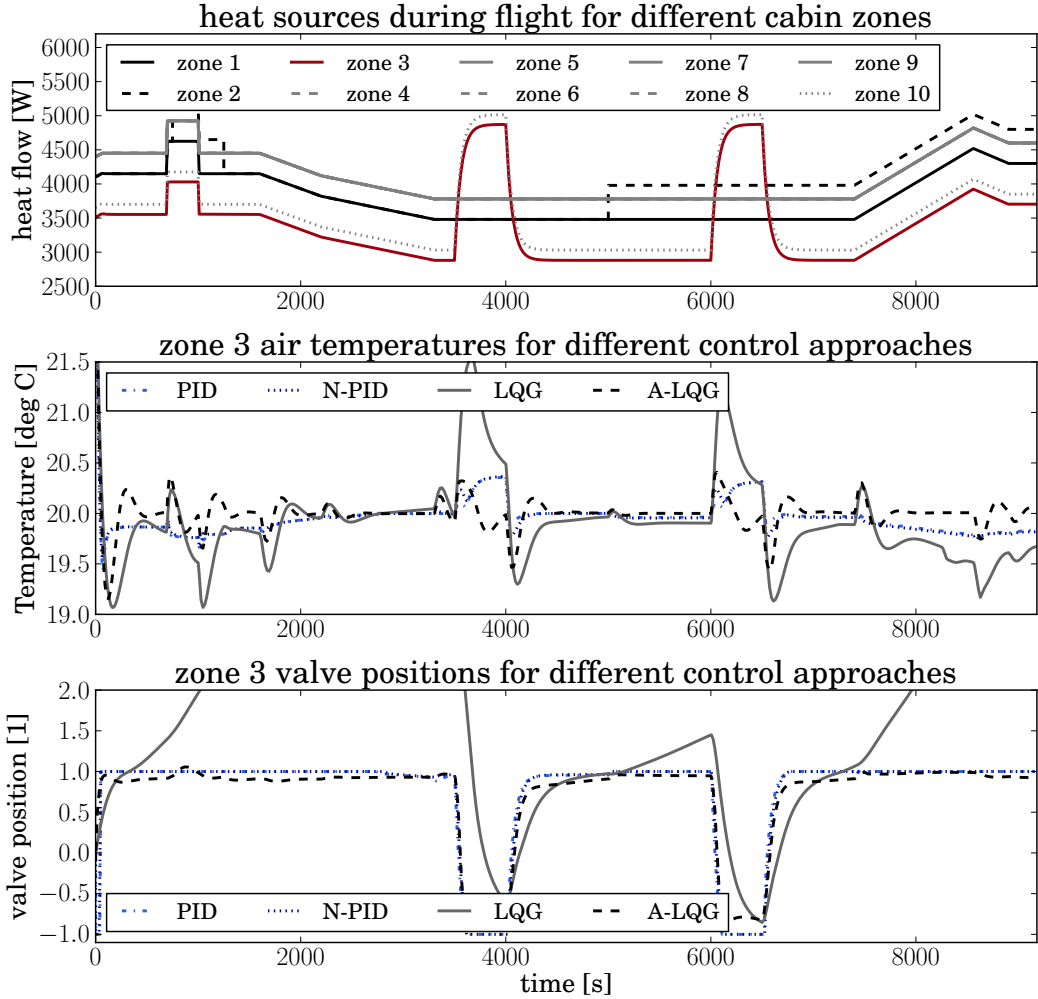 heat sources during flight for different cabin zones
heat flow [W]
6000
5500
5000
4500
4000
3500
3000
2500
zone 1 zone 3 zone 5 zone 7 zone 9
zone 2 zone 4 zone 6 zone 8 zone 10
0 2000 4000 6000 8000
zone 3 air temperatures for different control approaches
Temperature [deg C]
21.5
21.0
20.5
20.0
19.5
19.0
PID N-PID LQG A-LQG
0 2000 4000 6000 8000
zone 3 valve positions for different control approaches
valve position [1]
2.0
1.5
1.0
0.5
0.0
−0.5
−1.0
PID N-PID LQG A-LQG
0 2000 4000 6000 8000
time [s]